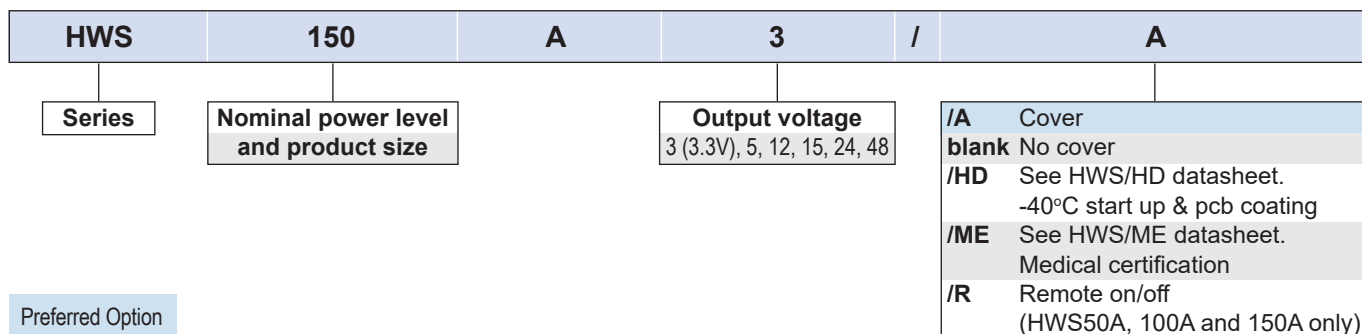 HWS 150 A 3 / A
Series
Nominal power level
and product size
Output voltage
3 (3.3V), 5, 12, 15, 24, 48
/A Cover
blank No cover
/HD See HWS/HD datasheet.
-40°C start up & pcb coating
/ME See HWS/ME datasheet.
Medical certification
/R Remote on/off
(HWS50A, 100A and 150A only)
Preferred Option